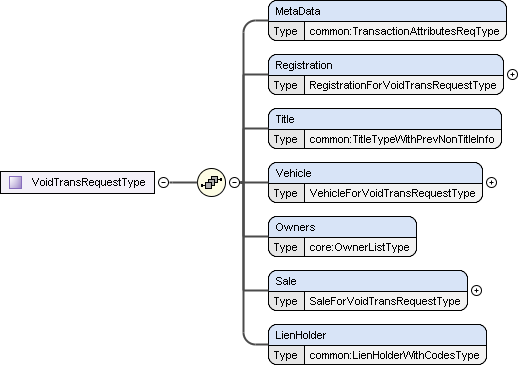 MetaData
Type common:TransactionAttributesReqType
Registration
Type RegistrationForVoidTransRequestType
Title
Type common:TitleTypeWithPrevNonTitleInfo
VoidTransRequestType
Vehicle
Type VehicleForVoidTransRequestType
Owners
Type core:OwnerListType
Sale
Type SaleForVoidTransRequestType
LienHolder
Type common:LienHolderWithCodesType